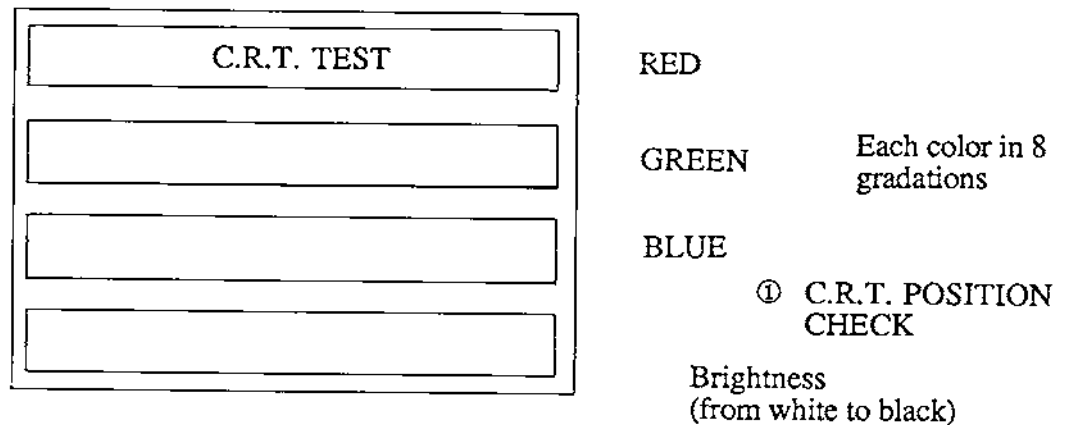 C.R.T. TEST
RED
GREEN
Each color in 8
gradations
BLUE
① C.R.T. POSITION
CHECK
Brightness
(from white to black)